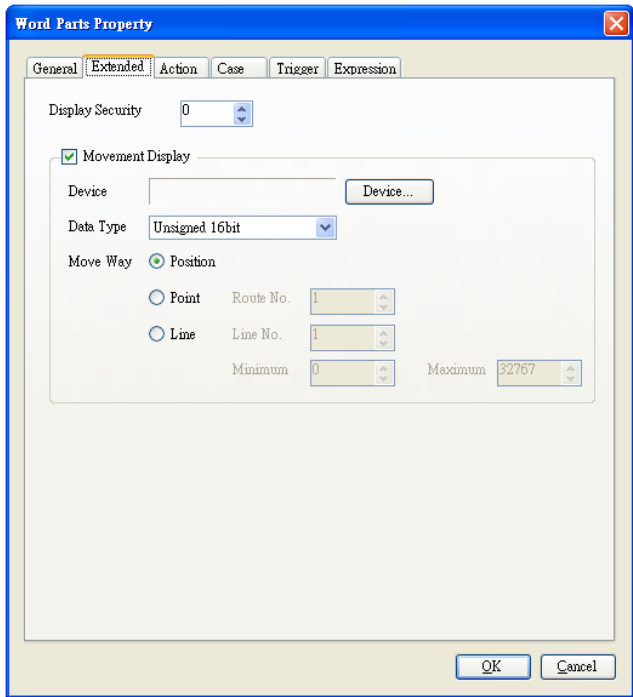 Word Parts Property
General Extended Action Case Trigger Expression
Display Security 0
Movement Display
Device Device...
Data Type Unsigned 16bit
Move Way Position
Point Route No. 1
Line Line No. 1
Minimum 0 Maximum 32767
OK Cancel